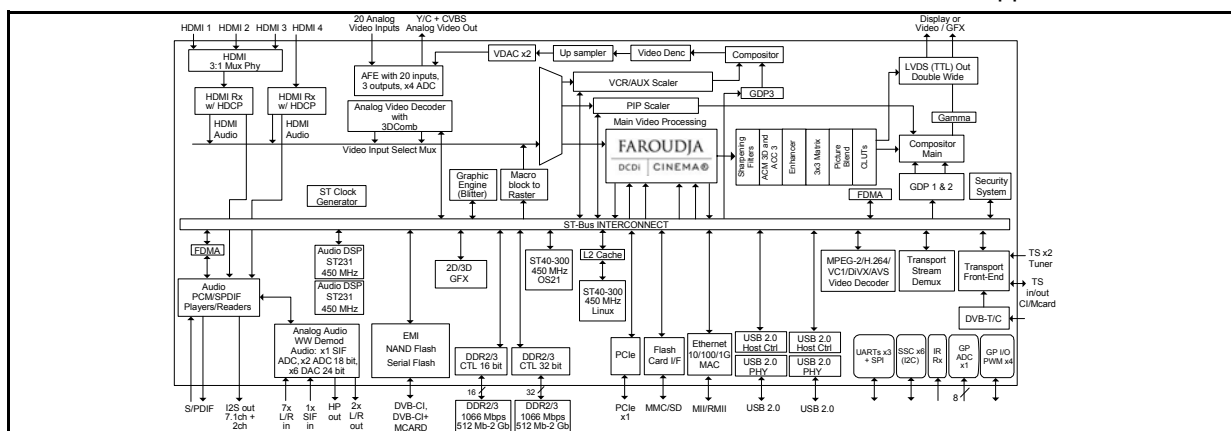 HDMI 1 HDMI 2 HDMI 3 HDMI 4
20 Analog
Video Inputs
Y/C + CVBS
Analog Video Out
Display or
Video / GFX
HDMI
3:1 Mux Phy
AFE with 20 inputs,
3 outputs, x4 ADC
VDAC x2
Up sampler
Video Denc
Compositor
LVDS (TTL) Out
Double Wide
HDMI Rx
w/ HDCP
HDMI Rx
w/ HDCP
HDMI
Audio
HDMI
Audio
Analog Video Decoder
with
3DComb
Video Input Select Mux
VCR/AUX Scaler
GDP3
PIP Scaler
Gamma
Main Video Processing
FAROUDJA
DCDi CINEMA®
Sharpening
Filters
ACM 3D and
ACC 3
Enhancer
3x3 Matrix
Picture
Blend
CLUTs
Compositor
Main
ST Clock
Generator
Graphic
Engine
(Blitter)
Macro
block to
Raster
FDMA
GDP 1 & 2
Security
System
ST-Bus INTERCONNECT
FDMA
Audio DSP
ST231
450 MHz
Audio DSP
ST231
450 MHz
2D/3D
GFX
ST40-300
450 MHz
OS21
L2 Cache
ST40-300
450 MHz
Linux
MPEG-2/H.264/
VC1/DiVX/AVS
Video Decoder
Transport
Stream
Demux
Transport
Front-End
TS x2
Tuner
TS
in/out
CI/Mcard
DVB-T/C
Audio
PCM/SPDIF
Players/Readers
Analog Audio
WW Demod
Audio: x1 SIF
ADC, x2 ADC 18 bit,
x6 DAC 24 bit
EMI
NAND Flash
Serial Flash
DDR2/3
CTL 16 bit
DDR2/3
CTL 32 bit
PCIe
Flash
Card I/F
Ethernet
10/100/1G
MAC
USB 2.0
Host Ctrl
USB 2.0
PHY
USB 2.0
Host Ctrl
USB 2.0
PHY
UARTs x3
+ SPI
SSC x6
(I2C)
IR
Rx
GP
ADC
x1
GP I/O
PWM x4
16
32
8
S/PDIF
I2S out
7.1ch +
2ch
7x
L/R
in
1x
SIF
in
HP
out
2x
L/R
out
DVB-CI,
DVB-CI+
MCARD
DDR2/3
1066 Mbps
512 Mb-2 Gb
DDR2/3
1066 Mbps
512 Mb-2 Gb
PCIe
x1
MMC/SD
MII/RMII
USB 2.0
USB 2.0